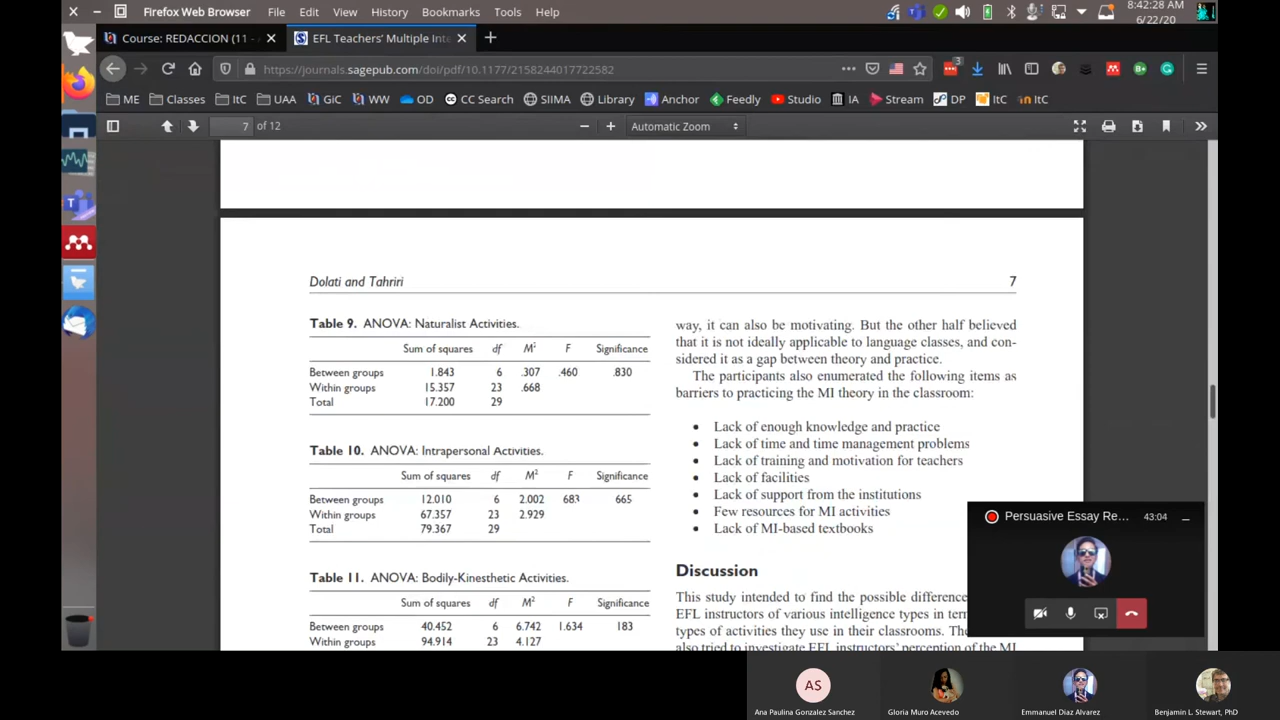 Firefox Web Browser File Edit View History Bookmarks Tools Help 8:42:28 AM
6/22/20
Course: REDACCION (11 - EFL Teachers' Multiple Inte
https://journals.sagepub.com/doi/pdf/10.1177/2158244017722582 3
ME Classes ItC UAA GiC WW OD CC Search SIIMA Library Anchor Feedly Studio IA Stream DP ItC in ItC
7 of 12 Automatic Zoom
Dolati and Tahriri 7
Table 9. ANOVA: Naturalist Activities.
Sum of squares df M² F Significance
Between groups 1.843 6 .307 .460 .830
Within groups 15.357 23 .668
Total 17.200 29
Table 10. ANOVA: Intrapersonal Activities.
Sum of squares df M² F Significance
Between groups 12.010 6 2.002 683 665
Within groups 67.357 23 2.929
Total 79.367 29
Table 11. ANOVA: Bodily-Kinesthetic Activities.
Sum of squares df M² F Significance
Between groups 40.452 6 6.742 1.634 183
Within groups 94.914 23 4.127
way, it can also be motivating. But the other half believed
that it is not ideally applicable to language classes, and con-
sidered it as a gap between theory and practice.
The participants also enumerated the following items as
barriers to practicing the MI theory in the classroom:
• Lack of enough knowledge and practice
• Lack of time and time management problems
• Lack of training and motivation for teachers
• Lack of facilities
• Lack of support from the institutions
• Few resources for MI activities
• Lack of MI-based textbooks
Discussion
This study intended to find the possible difference
EFL instructors of various intelligence types in ter
types of activities they use in their classrooms. The
also tried to investigate EFL instructors' perception of the MI
Persuasive Essay Re... 43:04
AS
Ana Paulina Gonzalez Sanchez Gloria Muro Acevedo Emmanuel Diaz Alvarez Benjamin L. Stewart, PhD